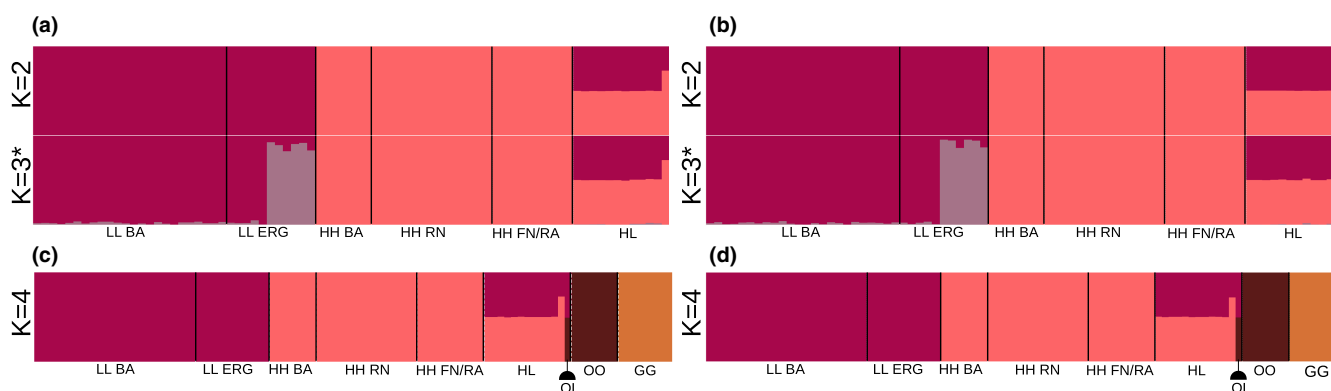 (a)
K=2
K=3*
LL BA LL ERG HH BA HH RN HH FN/RA HL
(b)
K=2
K=3*
LL BA LL ERG HH BA HH RN HH FN/RA HL
(c)
K=4
LL BA LL ERG HH BA HH RN HH FN/RA HL OO GG
(d)
K=4
LL BA LL ERG HH BA HH RN HH FN/RA HL OO GG